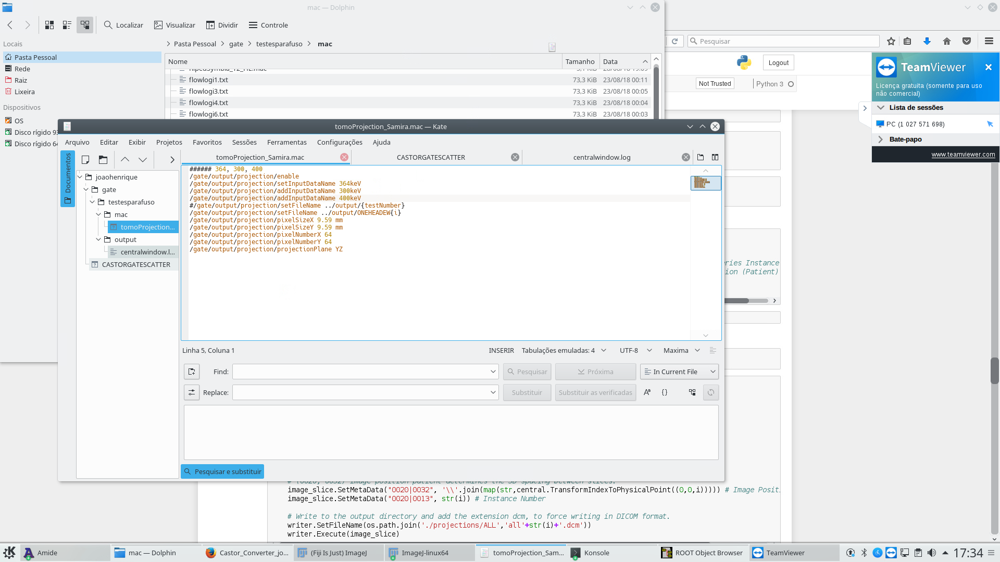 mac — Dolphin
Localizar
Visualizar
Dividir
Controle
Locais
Pasta Pessoal
Rede
Raiz
Lixeira
Dispositivos
OS
Disco rígido 93
Disco rígido 64
Pasta Pessoal > gate > testesparafuso > mac
Nome Tamanho Data
flowlogi1.txt 73,3 KiB 23/08/18 00:11
flowlogi3.txt 73,3 KiB 23/08/18 00:05
flowlogi4.txt 73,3 KiB 23/08/18 00:04
flowlogi6.txt 73,3 KiB 23/08/18 00:03
Pesquisar
Logout
Not Trusted
Python 3
TeamViewer
Licença gratuita (somente para uso
não comercial)
Lista de sessões
PC (1 027 571 698)
Bate-papo
www.teamviewer.com
tomoProjection_Samira.mac — Kate
Arquivo Editar Exibir Projetos Favoritos Sessões Ferramentas Configurações Ajuda
Documentos
tomoProjection_Samira.mac
CASTORGATESCATTER
centralwindow.log
joaohenrique
gate
testesparafuso
mac
tomoProjection...
output
centralwindow.l...
CASTORGATESCATTER
###### 364, 300, 400
/gate/output/projection/enable
/gate/output/projection/setInputDataName 364keV
/gate/output/projection/addInputDataName 300keV
/gate/output/projection/addInputDataName 400keV
#/gate/output/projection/setFileName ../output/{testNumber}
/gate/output/projection/setFileName ../output/ONEHEADEW{i}
/gate/output/projection/pixelSizeX 9.59 mm
/gate/output/projection/pixelSizeY 9.59 mm
/gate/output/projection/pixelNumberX 64
/gate/output/projection/pixelNumberY 64
/gate/output/projection/projectionPlane YZ
Linha 5, Coluna 1
INSERIR
Tabulações emuladas: 4
UTF-8
Maxima
Find:
Pesquisar
Próxima
In Current File
Replace:
Substituir
Substituir as verificadas
Pesquisar e substituir
ries Instance
ion (Patient)
image_slice.SetMetaData("0020|0032", '\\'.join(map(str,central.TransformIndexToPhysicalPoint((0,0,i))))) # Image Posit
image_slice.SetMetaData("0020|0013", str(i)) # Instance Number
# Write to the output directory and add the extension dcm, to force writing in DICOM format.
writer.SetFileName(os.path.join('./projections/ALL','all'+str(i)+'.dcm'))
writer.Execute(image_slice)
Amide
mac — Dolphin
Castor_Converter_jo...
(Fiji Is Just) ImageJ
ImageJ-linux64
tomoProjection_Sam...
Konsole
ROOT Object Browser
TeamViewer
17:34